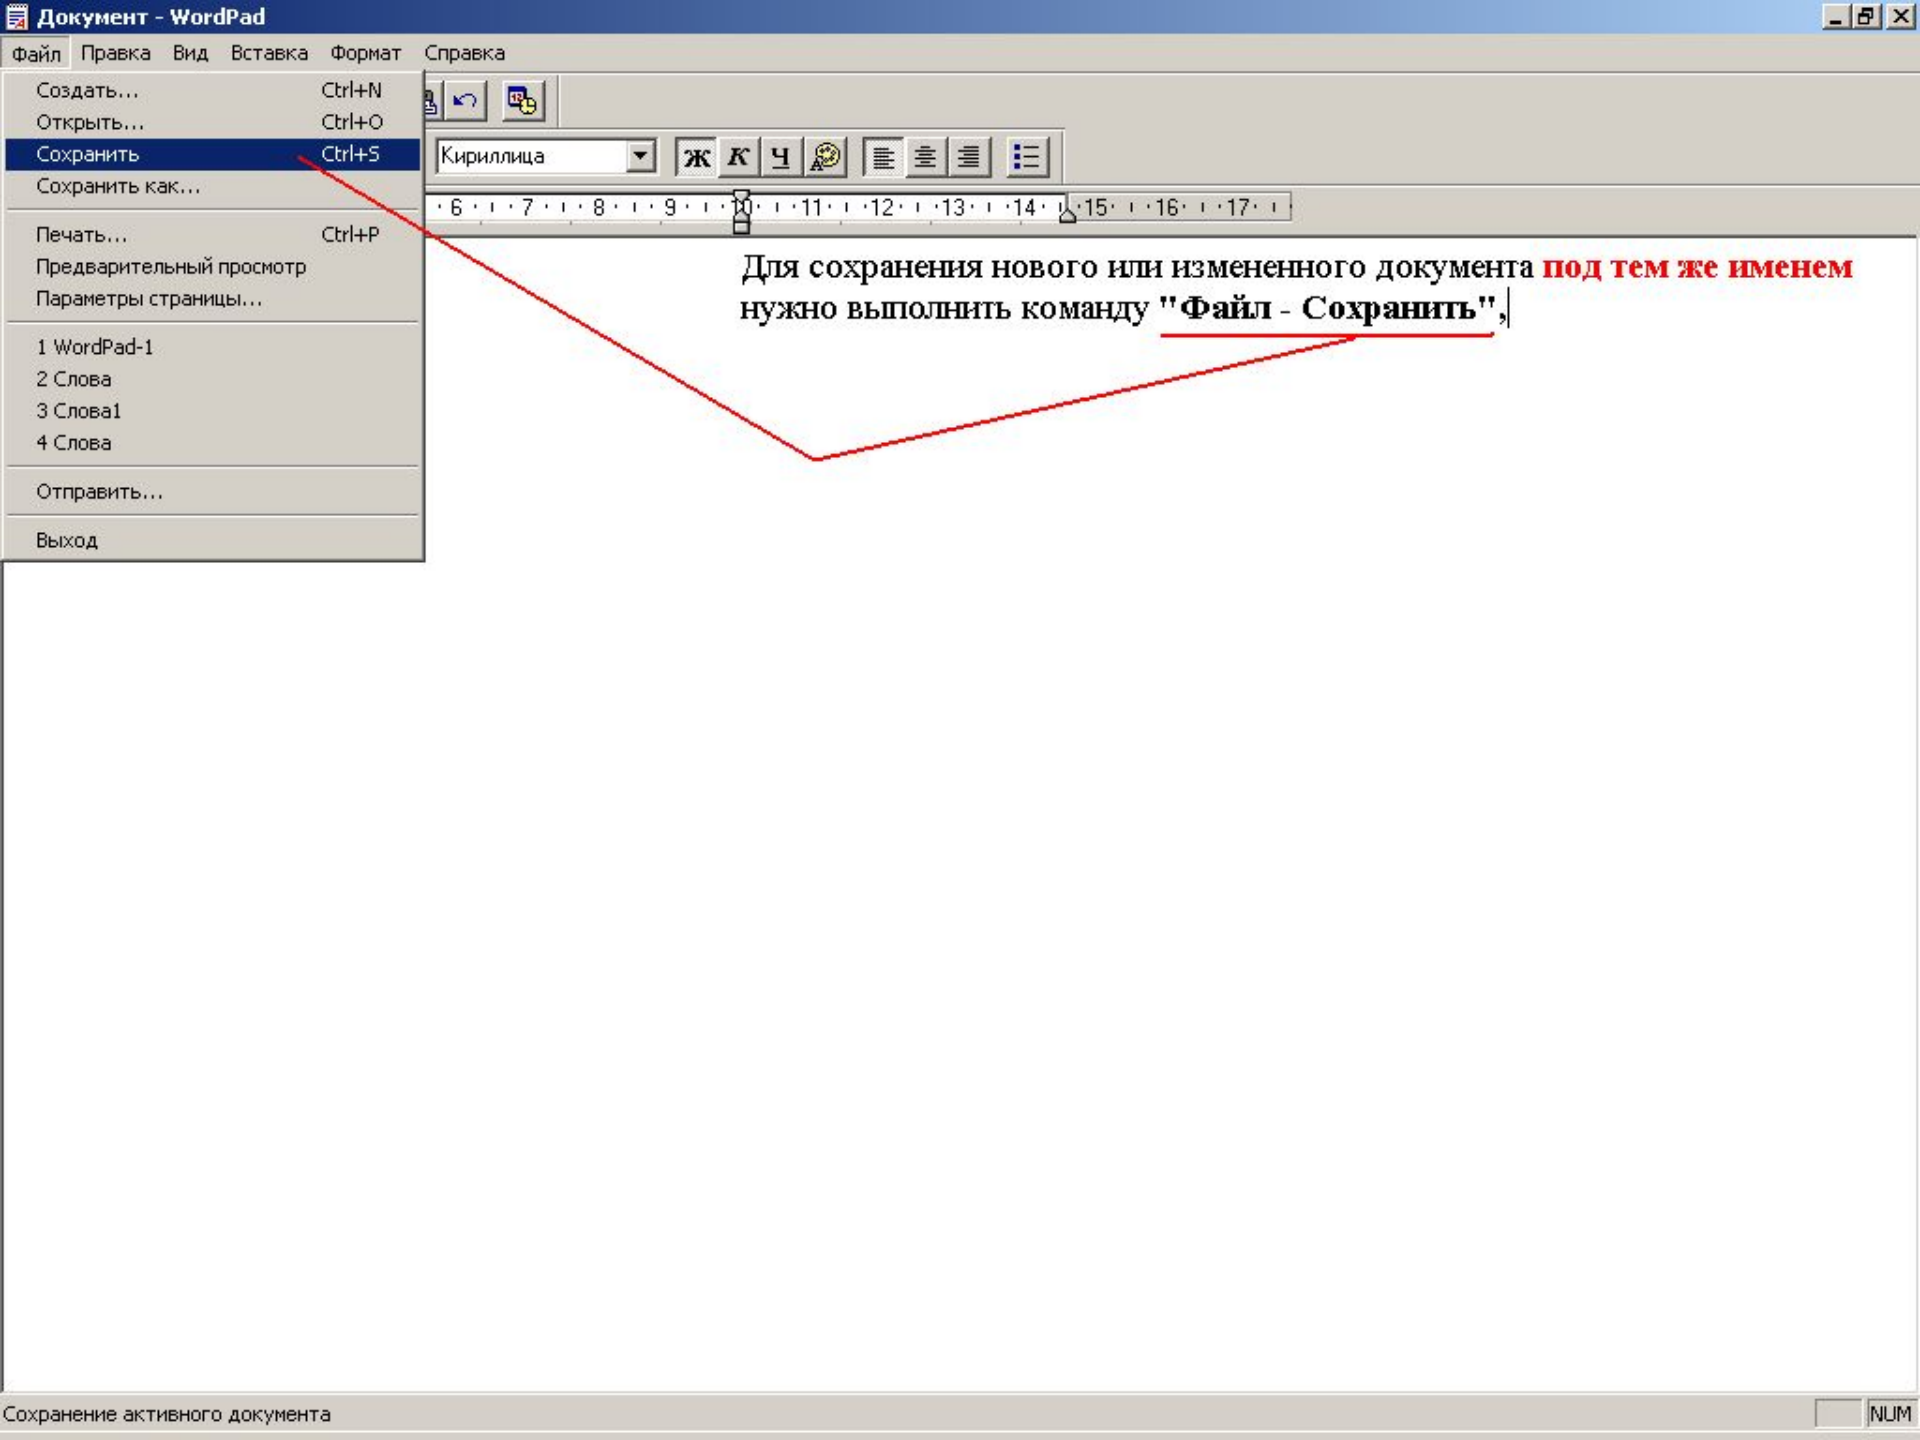 Документ - WordPad
Файл Правка Вид Вставка Формат Справка
Создать... Ctrl+N
Открыть... Ctrl+O
Сохранить Ctrl+S
Сохранить как...
Печать... Ctrl+P
Предварительный просмотр
Параметры страницы...
1 WordPad-1
2 Слова
3 Слова1
4 Слова
Отправить...
Выход
Кириллица
Ж К Ч
6 7 8 9 10 11 12 13 14 15 16 17
Для сохранения нового или измененного документа под тем же именем
нужно выполнить команду "Файл - Сохранить",
Сохранение активного документа
NUM